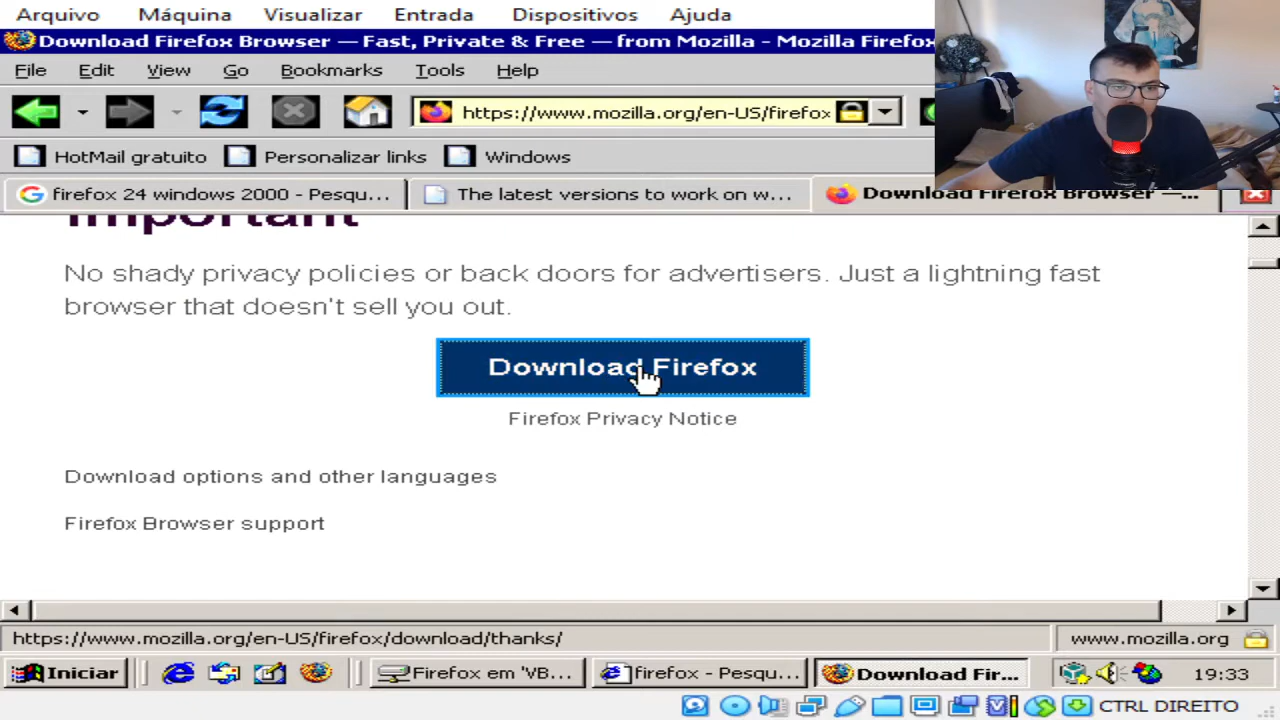 Arquivo Máquina Visualizar Entrada Dispositivos Ajuda
Download Firefox Browser — Fast, Private & Free — from Mozilla - Mozilla Firefox
File Edit View Go Bookmarks Tools Help
https://www.mozilla.org/en-US/firefox
HotMail gratuito Personalizar links Windows
firefox 24 windows 2000 - Pesqu... The latest versions to work on w... Download Firefox Browser —...
Important
No shady privacy policies or back doors for advertisers. Just a lightning fast
browser that doesn't sell you out.
Download Firefox
Firefox Privacy Notice
Download options and other languages
Firefox Browser support
https://www.mozilla.org/en-US/firefox/download/thanks/ www.mozilla.org
Iniciar Firefox em 'VB... firefox - Pesqu... Download Fir... 19:33
CTRL DIREITO